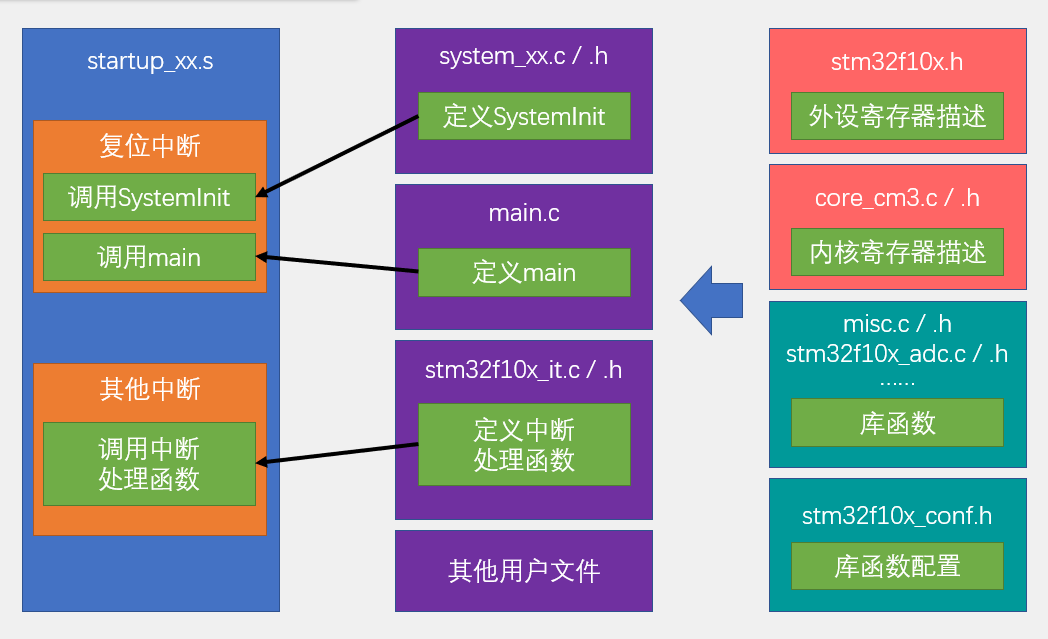 startup_xx.s
复位中断
调用SystemInit
调用main
其他中断
调用中断
处理函数
system_xx.c / .h
定义SystemInit
main.c
定义main
stm32f10x_it.c / .h
定义中断
处理函数
其他用户文件
stm32f10x.h
外设寄存器描述
core_cm3.c / .h
内核寄存器描述
misc.c / .h
stm32f10x_adc.c / .h
……
库函数
stm32f10x_conf.h
库函数配置